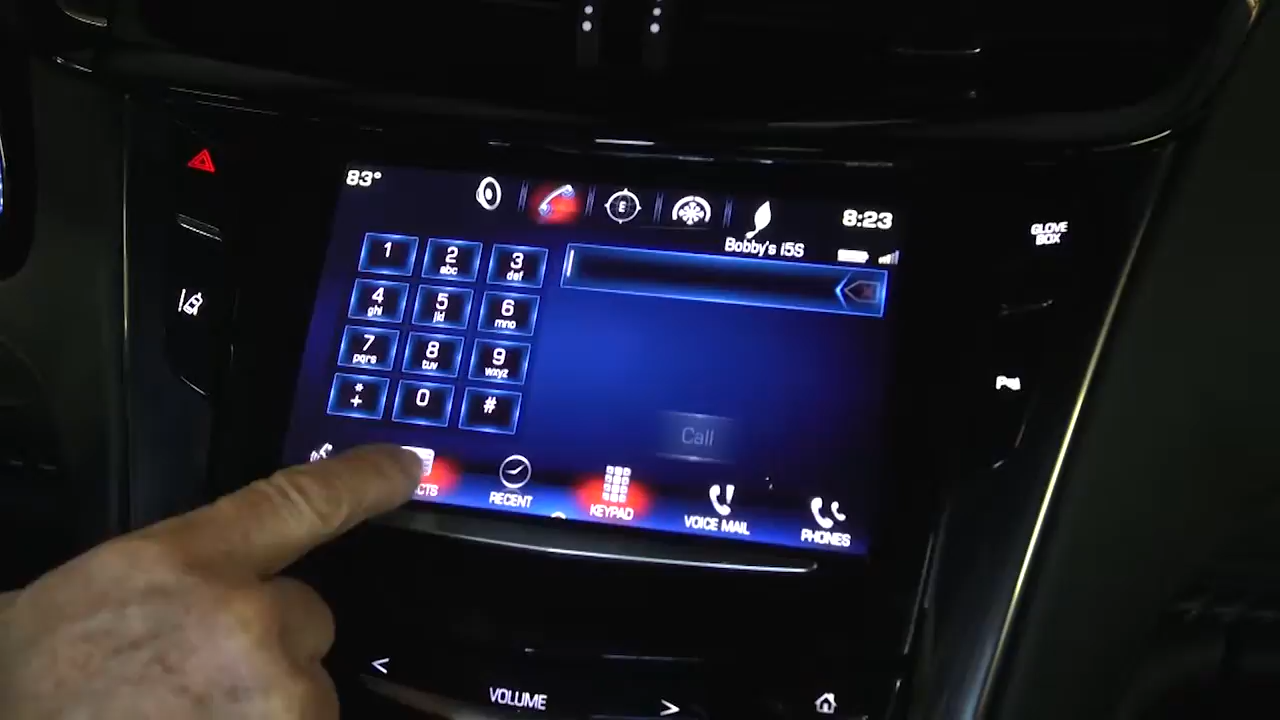 83°
E
8:23
Bobby's i5S
GLOVE
BOX
1
2
abc
3
def
4
ghi
5
jkl
6
mno
7
pqrs
8
tuv
9
wxyz
*
+
0
#
Call
CTS
RECENT
KEYPAD
VOICE MAIL
PHONES
<
VOLUME
>